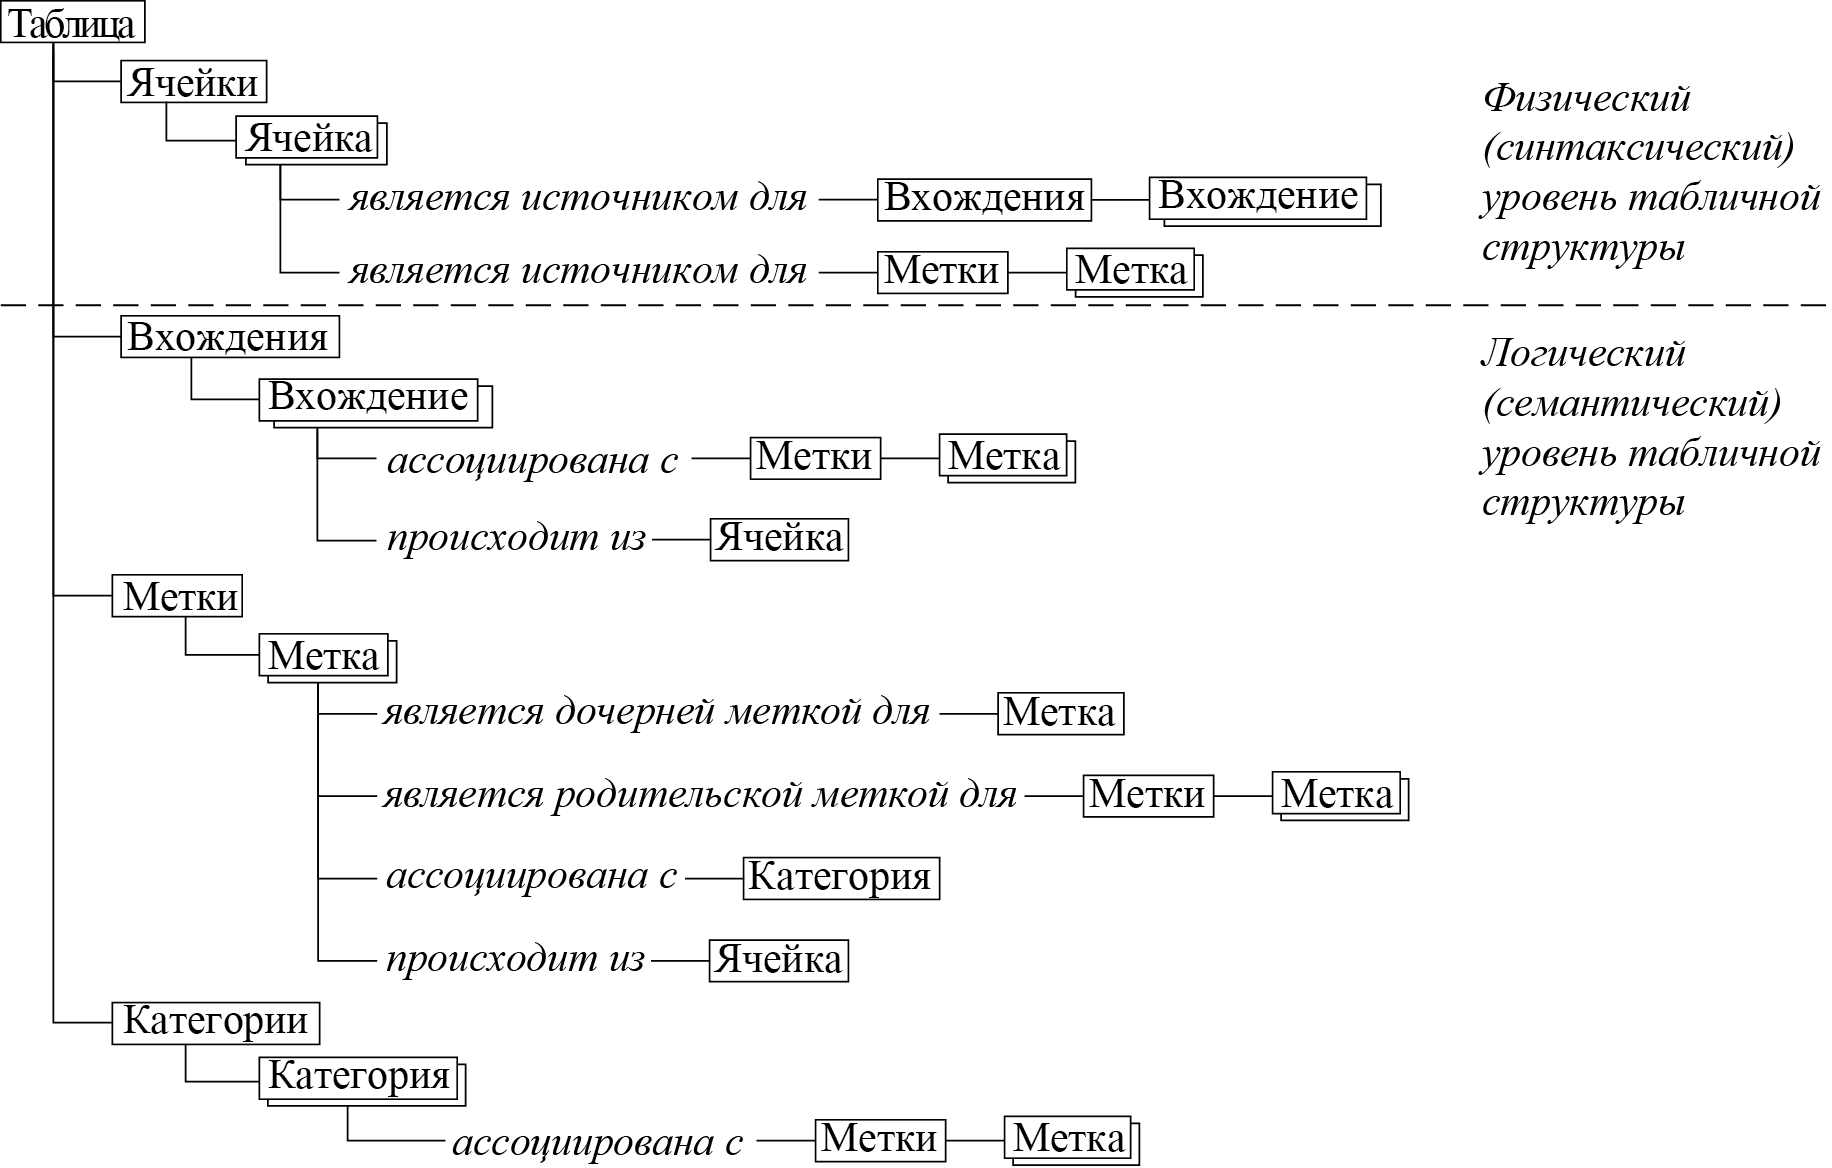 Таблица
Ячейки
Ячейка
является источником для Вхождения Вхождение
является источником для Метки Метка
Физический
(синтаксический)
уровень табличной
структуры
Вхождения
Вхождение
ассоциирована с Метки Метка
происходит из Ячейка
Логический
(семантический)
уровень табличной
структуры
Метки
Метка
является дочерней меткой для Метка
является родительской меткой для Метки Метка
ассоциирована с Категория
происходит из Ячейка
Категории
Категория
ассоциирована с Метки Метка